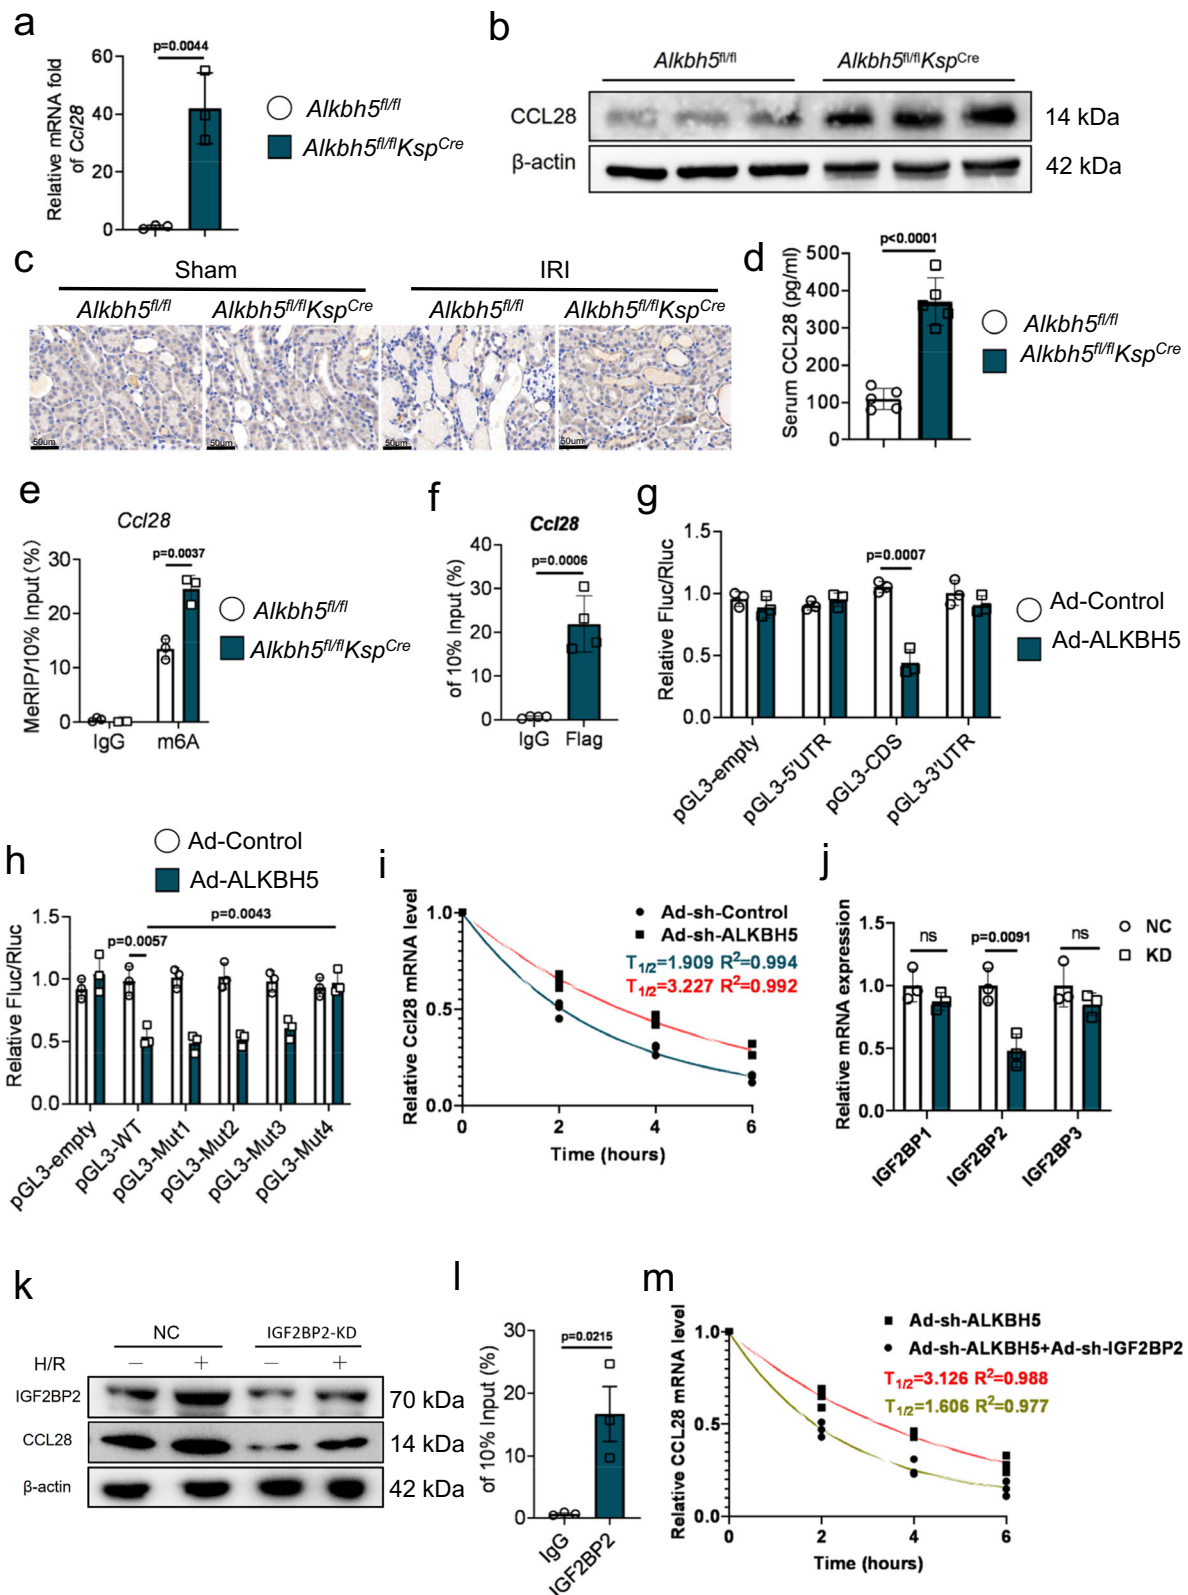 a
p=0.0044
Relative mRNA fold
of Ccl28
60
40
20
0
Alkbh5fl/fl
Alkbh5fl/flKspCre
b
Alkbh5fl/fl
Alkbh5fl/flKspCre
CCL28
14 kDa
β-actin
42 kDa
c
Sham
IRI
Alkbh5fl/fl
Alkbh5fl/flKspCre
Alkbh5fl/fl
Alkbh5fl/flKspCre
50um
50um
50um
50um
d
p<0.0001
Serum CCL28 (pg/ml)
500
400
300
200
100
0
Alkbh5fl/fl
Alkbh5fl/flKspCre
e
Ccl28
p=0.0037
MeRIP/10% Input (%)
30
20
10
0
IgG
m6A
Alkbh5fl/fl
Alkbh5fl/flKspCre
f
Ccl28
p=0.0006
of 10% Input (%)
40
30
20
10
0
IgG
Flag
g
p=0.0007
Relative Fluc/Rluc
1.5
1.0
0.5
0.0
pGL3-empty
pGL3-5'UTR
pGL3-CDS
pGL3-3'UTR
Ad-Control
Ad-ALKBH5
h
Ad-Control
Ad-ALKBH5
p=0.0043
p=0.0057
Relative Fluc/Rluc
1.5
1.0
0.5
0.0
pGL3-empty
pGL3-WT
pGL3-Mut1
pGL3-Mut2
pGL3-Mut3
pGL3-Mut4
i
Relative Ccl28 mRNA level
1.0
0.5
0.0
0
2
4
6
Time (hours)
Ad-sh-Control
Ad-sh-ALKBH5
T1/2=1.909 R2=0.994
T1/2=3.227 R2=0.992
j
Relative mRNA expression
1.5
1.0
0.5
0.0
ns
p=0.0091
ns
NC
KD
IGF2BP1
IGF2BP2
IGF2BP3
k
NC
IGF2BP2-KD
H/R
− + − +
IGF2BP2
70 kDa
CCL28
14 kDa
β-actin
42 kDa
l
p=0.0215
of 10% Input (%)
30
20
10
0
IgG
IGF2BP2
m
Relative CCL28 mRNA level
1.0
0.5
0.0
0
2
4
6
Time (hours)
Ad-sh-ALKBH5
Ad-sh-ALKBH5+Ad-sh-IGF2BP2
T1/2=3.126 R2=0.988
T1/2=1.606 R2=0.977